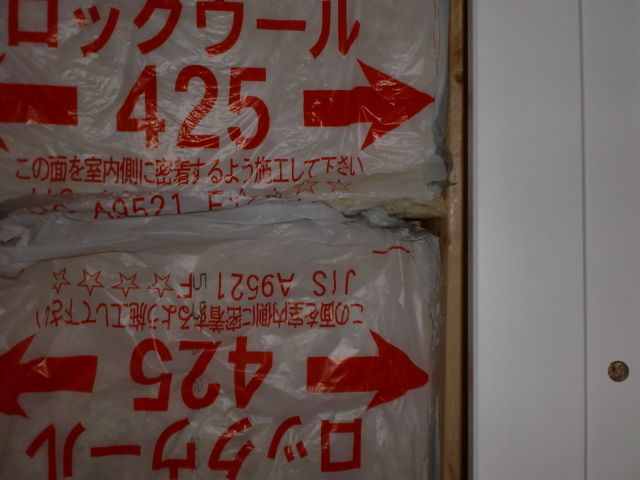 ロックウール
425
この面を室内側に密着するよう施工して下さい
A9521 F☆☆☆☆
JIS A9521 F☆☆☆☆
この面を室内側に密着するよう施工して下さい
425
ロックウール